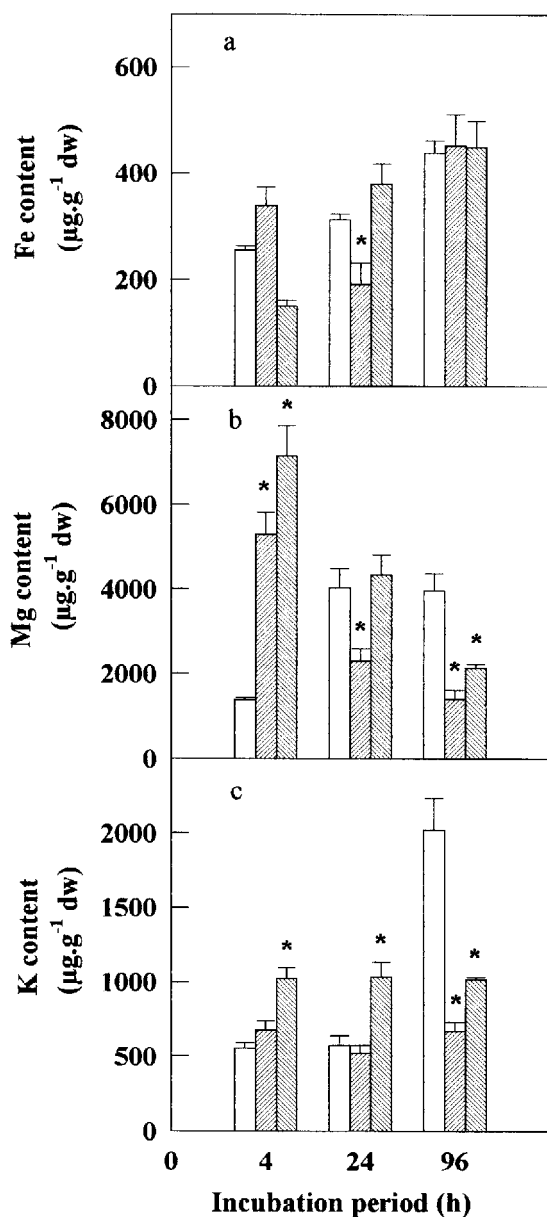 a
600
400
200
0
Fe content
(µg.g⁻¹ dw)
*
b
8000
6000
4000
2000
0
Mg content
(µg.g⁻¹ dw)
*
*
*
*
*
c
2000
1500
1000
500
0
K content
(µg.g⁻¹ dw)
*
*
*
*
0
4
24
96
Incubation period (h)